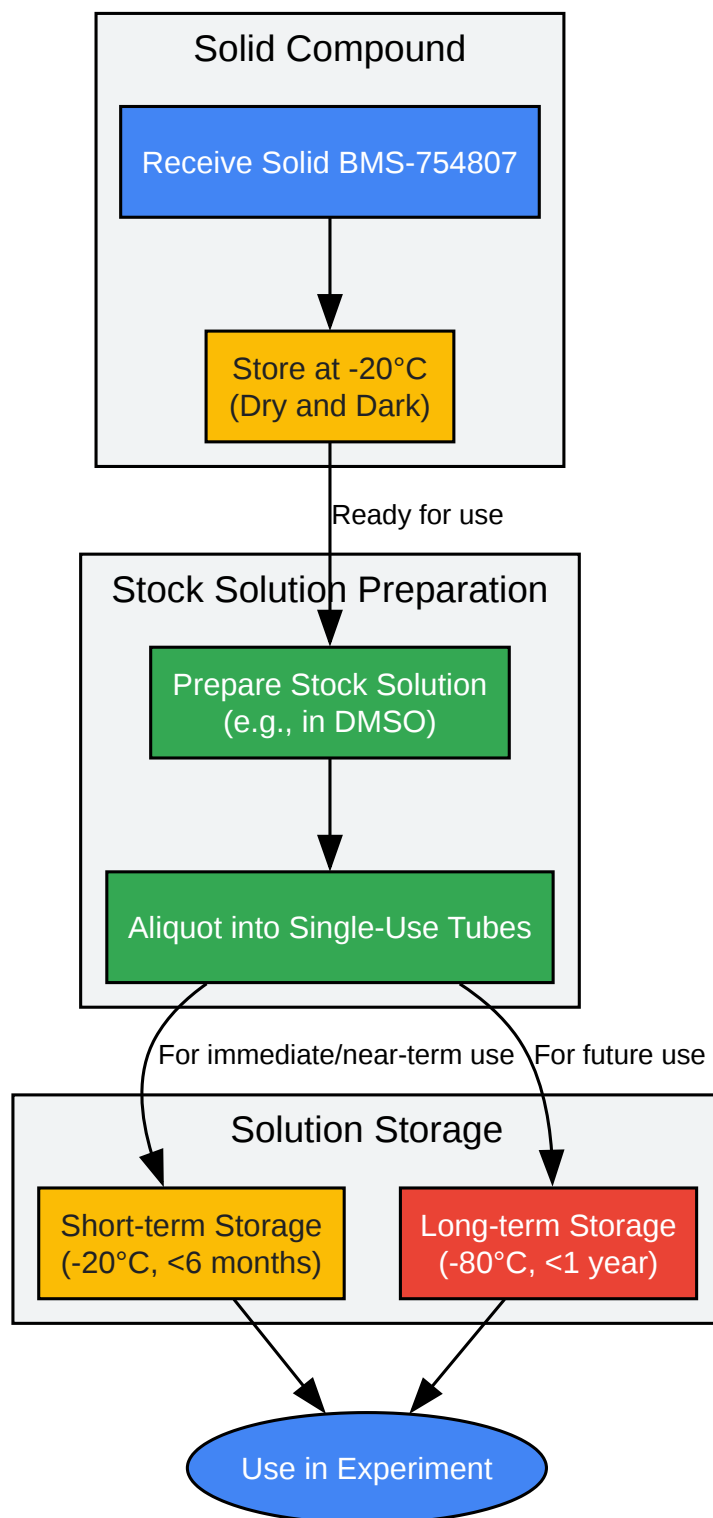 Solid Compound
Receive Solid BMS-754807
Store at -20°C
(Dry and Dark)
Ready for use
Stock Solution Preparation
Prepare Stock Solution
(e.g., in DMSO)
Aliquot into Single-Use Tubes
For immediate/near-term use
For future use
Solution Storage
Short-term Storage
(-20°C, <6 months)
Long-term Storage
(-80°C, <1 year)
Use in Experiment